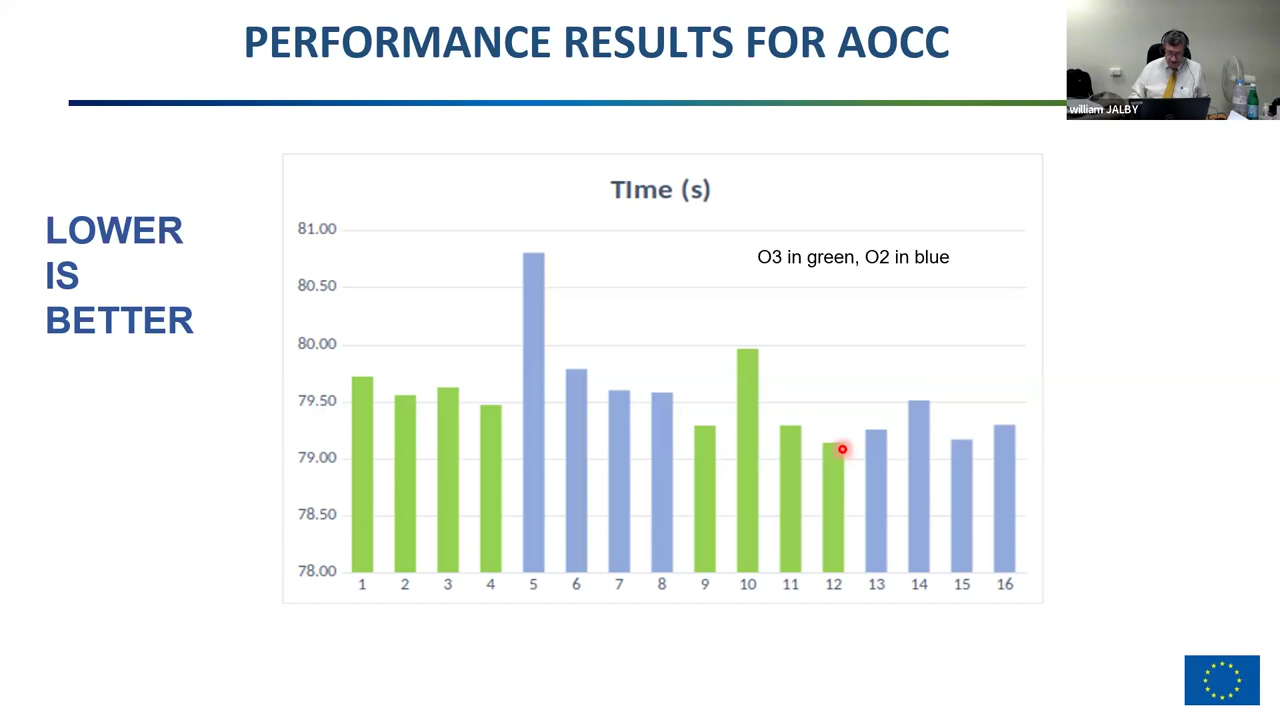 PERFORMANCE RESULTS FOR AOCC
william JALBY
LOWER
IS
BETTER
TIme (s)
O3 in green, O2 in blue
81.00
80.50
80.00
79.50
79.00
78.50
78.00
1 2 3 4 5 6 7 8 9 10 11 12 13 14 15 16